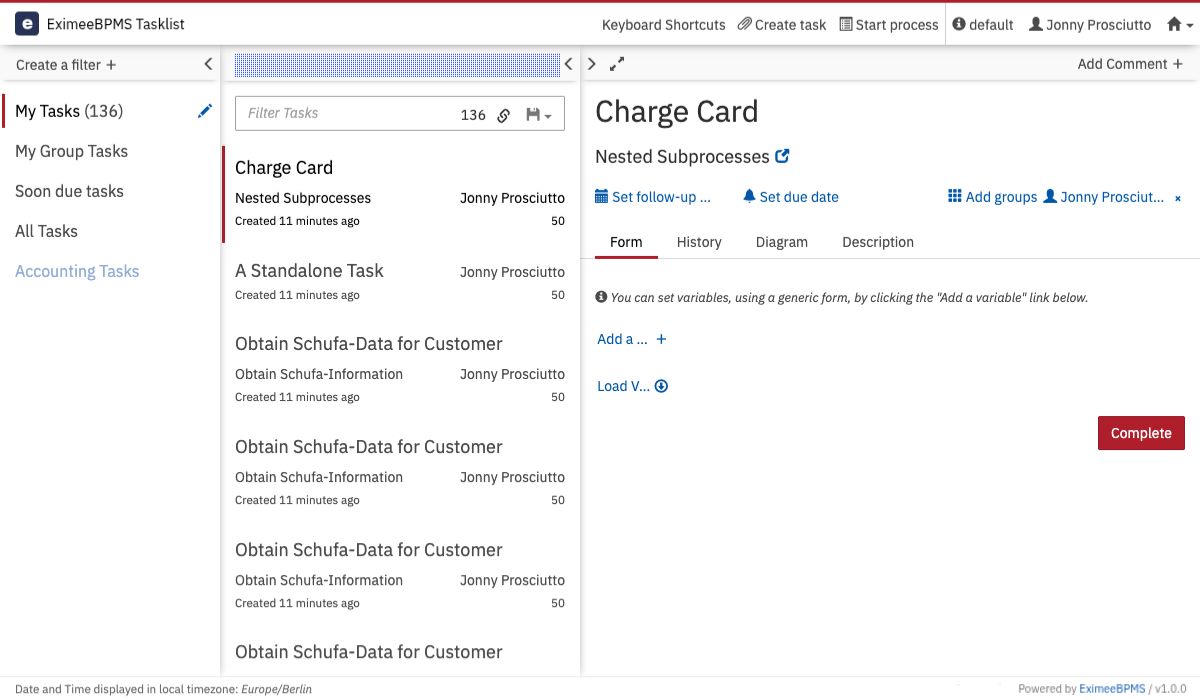 e EximeeBPMS Tasklist
Keyboard Shortcuts Create task Start process default Jonny Prosciutto
Create a filter +
My Tasks (136)
My Group Tasks
Soon due tasks
All Tasks
Accounting Tasks
Filter Tasks 136
Charge Card
Nested Subprocesses Jonny Prosciutto
Created 11 minutes ago 50
A Standalone Task Jonny Prosciutto
Created 11 minutes ago 50
Obtain Schufa-Data for Customer
Obtain Schufa-Information Jonny Prosciutto
Created 11 minutes ago 50
Obtain Schufa-Data for Customer
Obtain Schufa-Information Jonny Prosciutto
Created 11 minutes ago 50
Obtain Schufa-Data for Customer
Obtain Schufa-Information Jonny Prosciutto
Created 11 minutes ago 50
Obtain Schufa-Data for Customer
Add Comment +
Charge Card
Nested Subprocesses
Set follow-up ... Set due date Add groups Jonny Prosciut... ×
Form History Diagram Description
You can set variables, using a generic form, by clicking the "Add a variable" link below.
Add a ... +
Load V...
Complete
Date and Time displayed in local timezone: Europe/Berlin
Powered by EximeeBPMS / v1.0.0